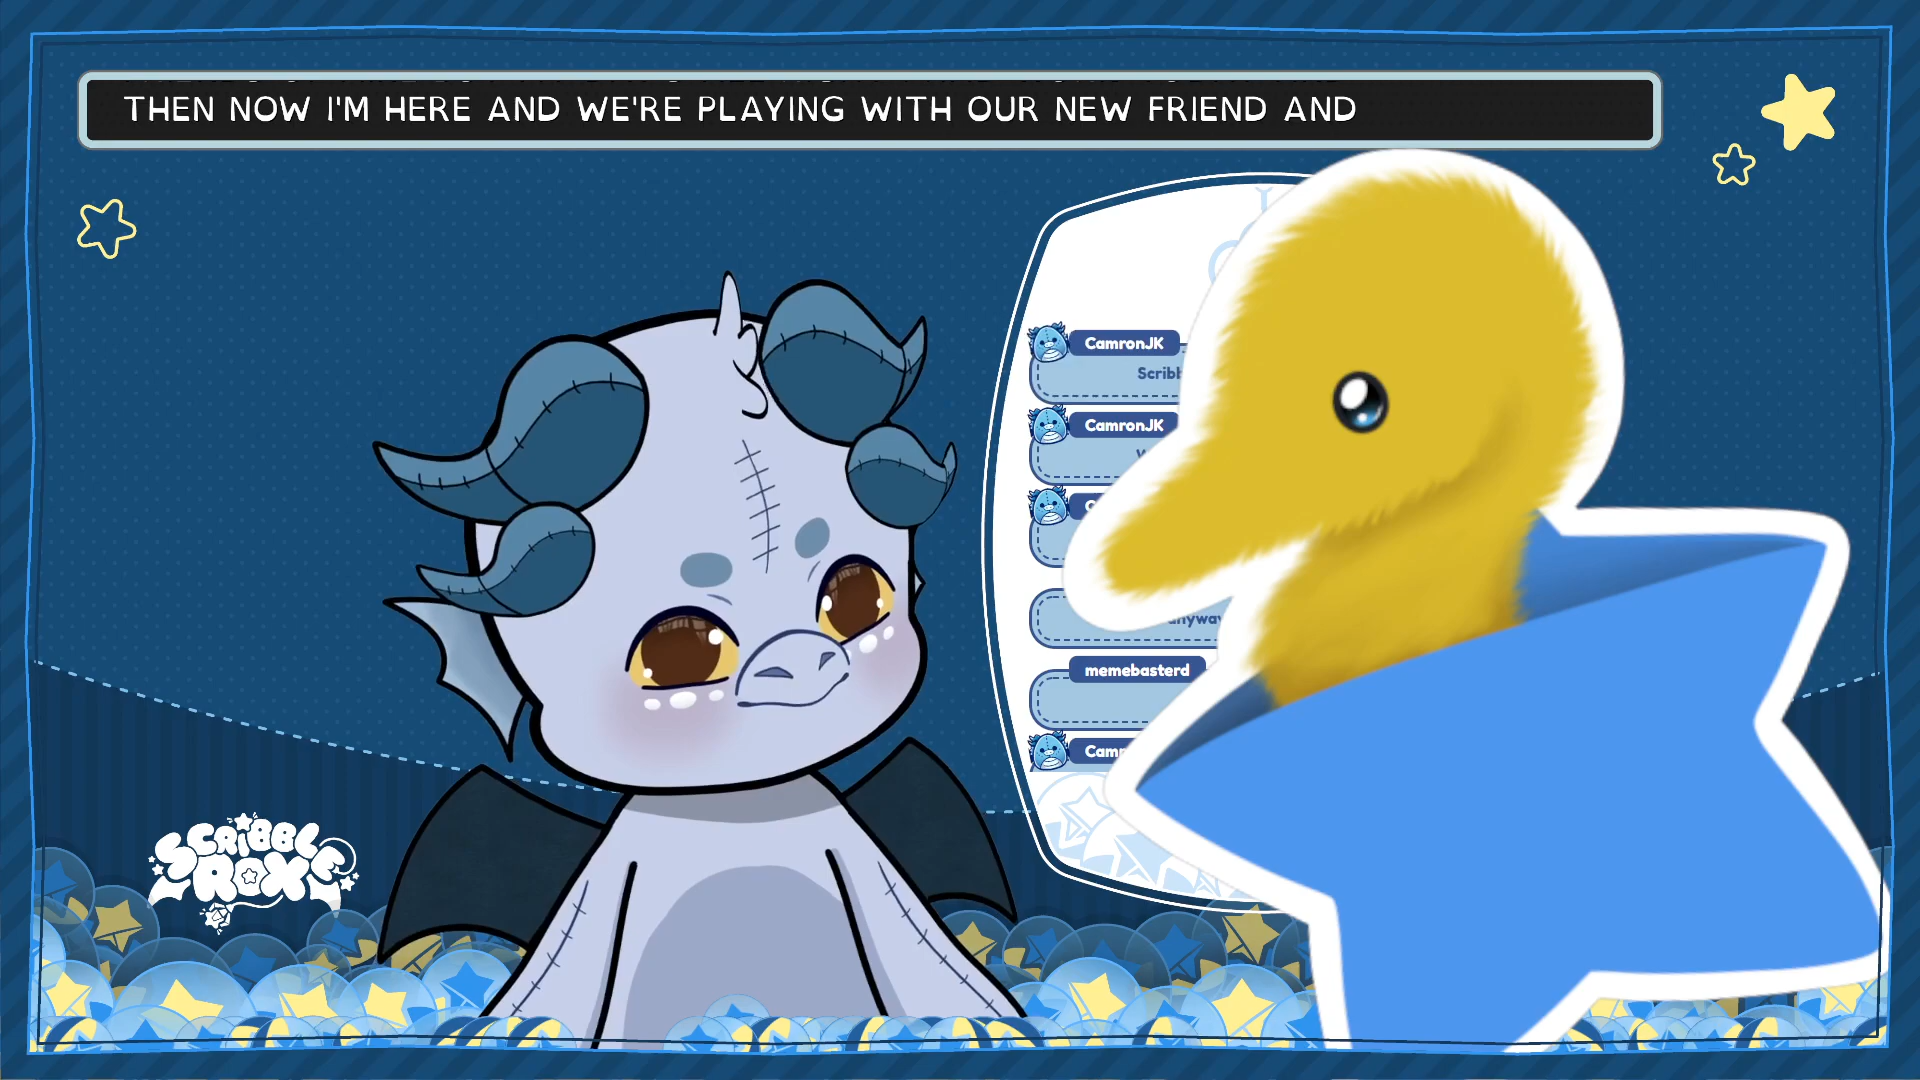 THEN NOW I'M HERE AND WE'RE PLAYING WITH OUR NEW FRIEND AND
CamronJK
CamronJK
memebasterd
SCRIBBLE
ROX